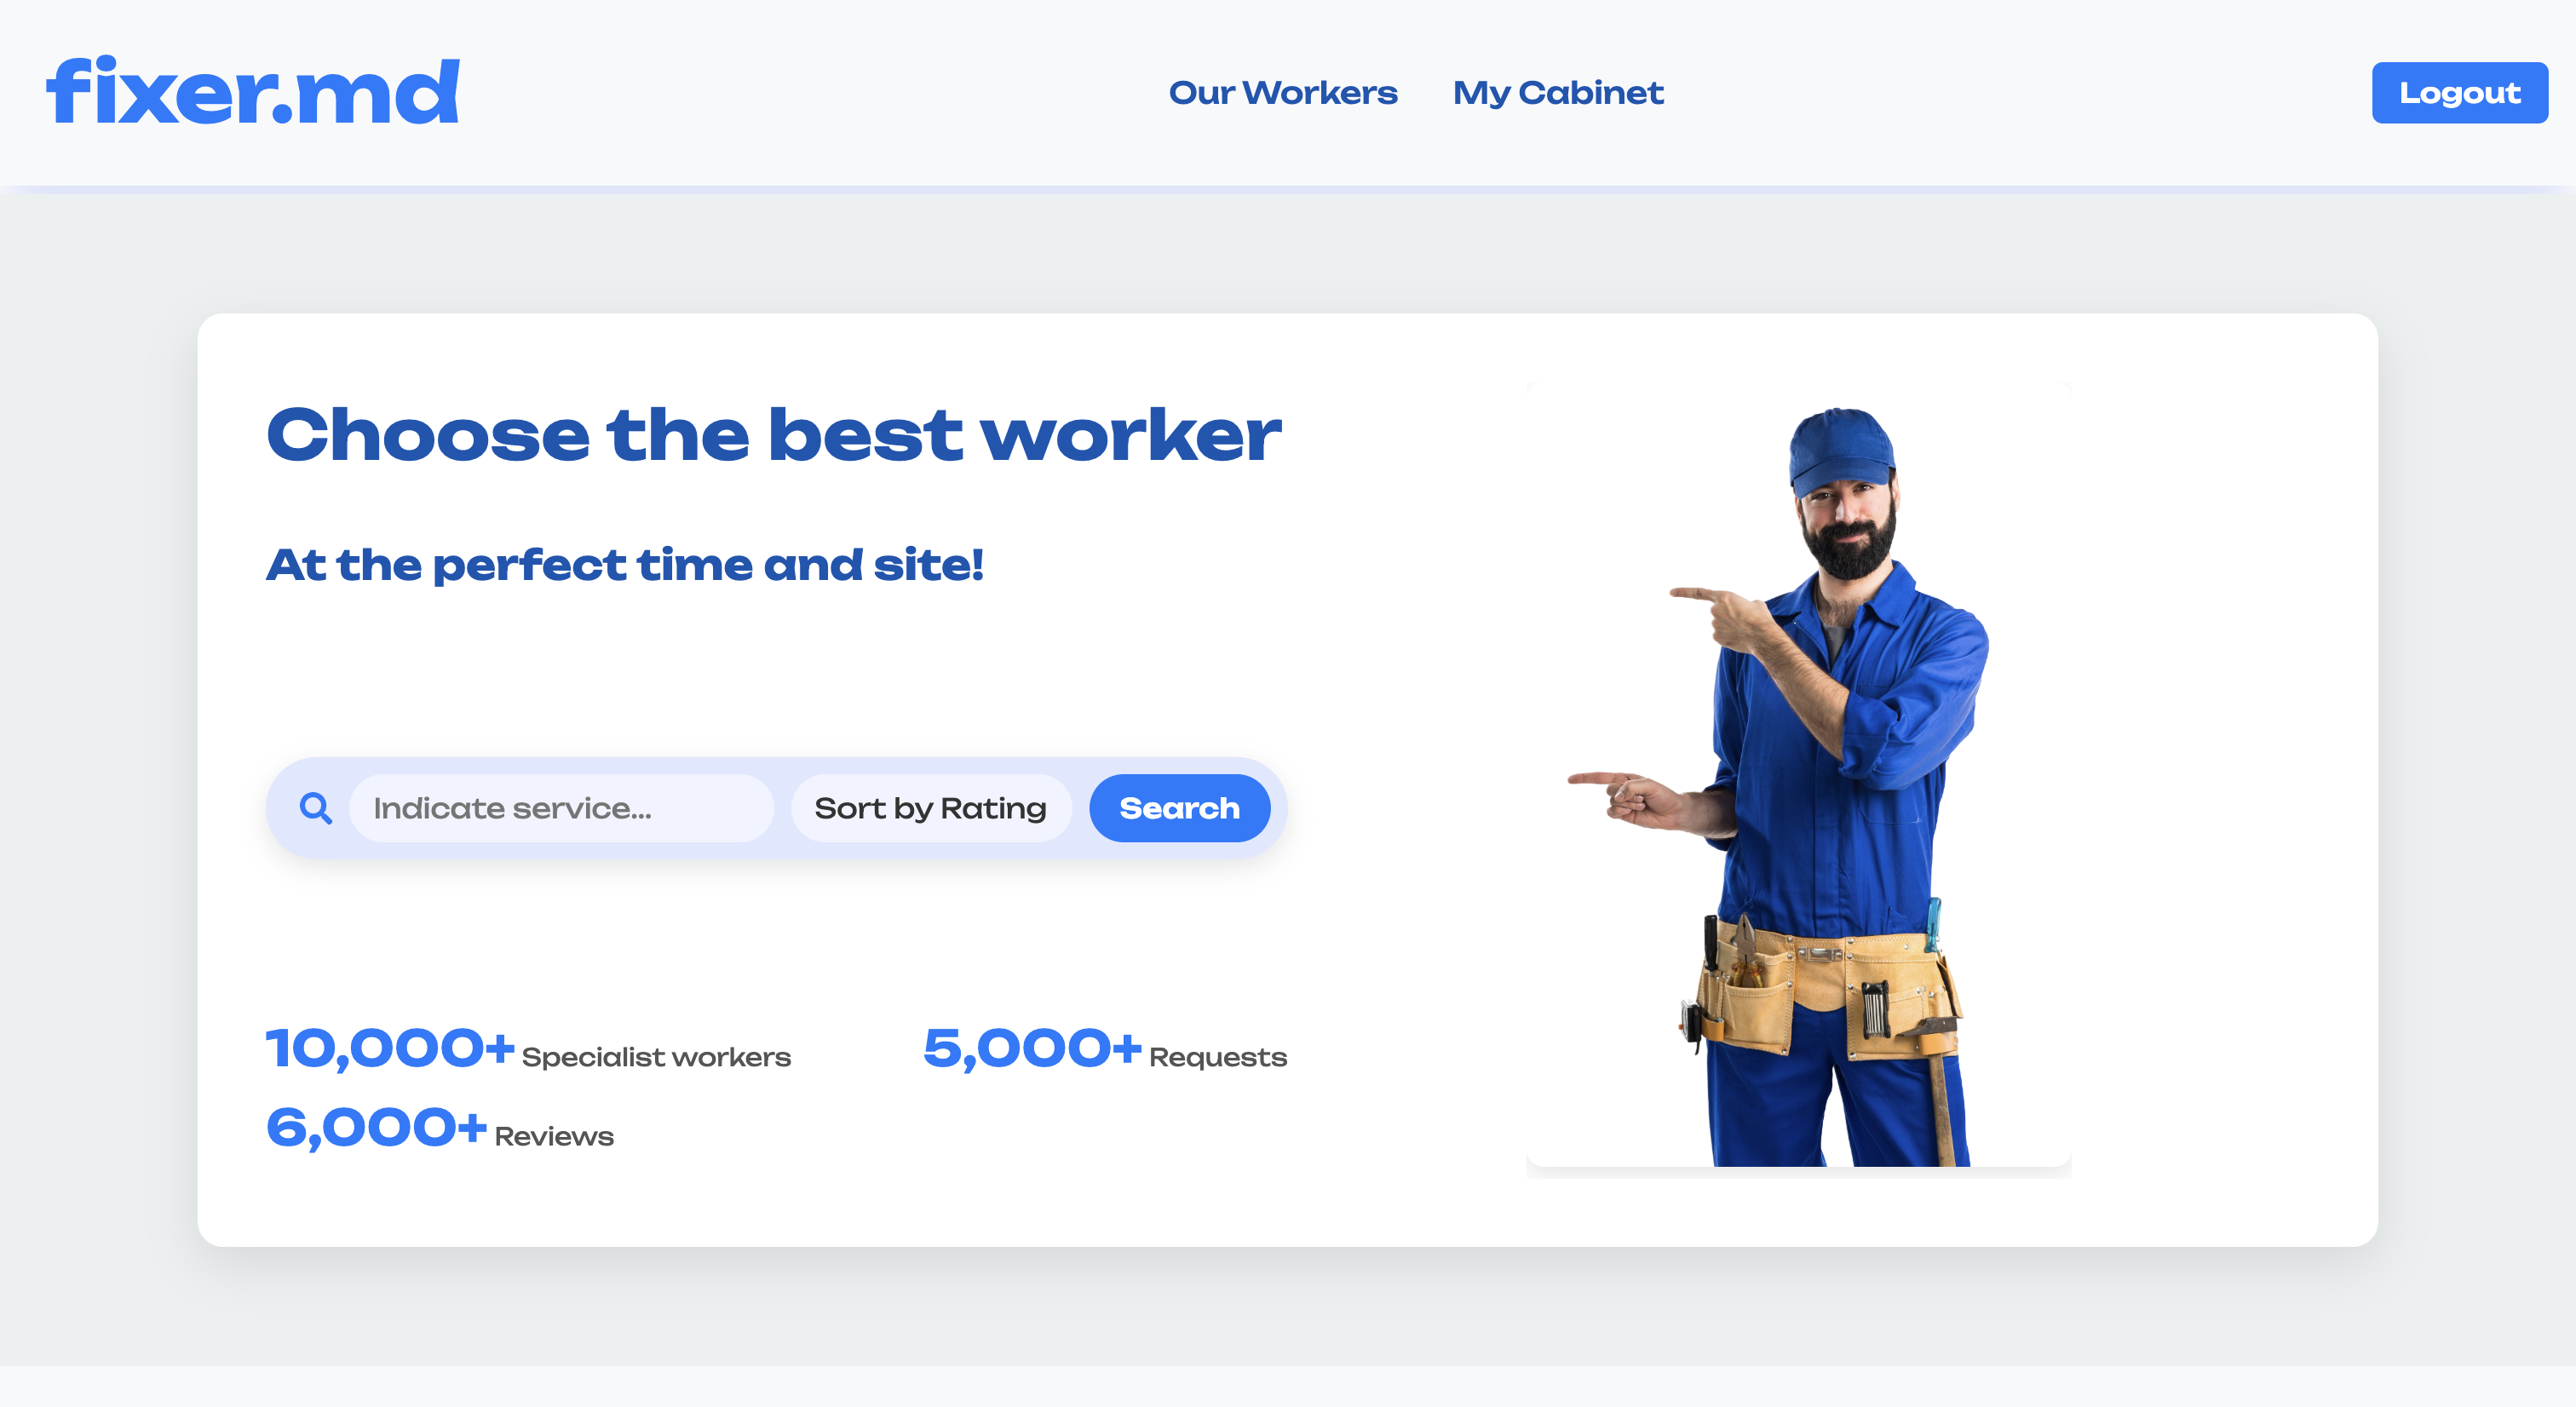 fixer.md
Our Workers
My Cabinet
Logout
Choose the best worker
At the perfect time and site!
Indicate service...
Sort by Rating
Search
10,000+ Specialist workers
5,000+ Requests
6,000+ Reviews